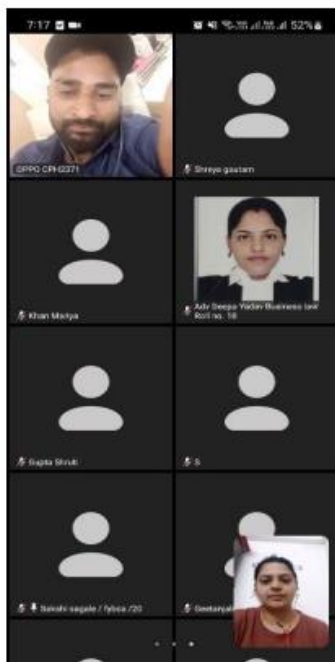 7:17
52%
OPPO CPH2371
Shreya gautam
Khan Mariya
Adv Deepa Yadav Business law
Roll no. 18
Gupta Shruti
S
Sakshi sagale / fybca /20
Geetanjali